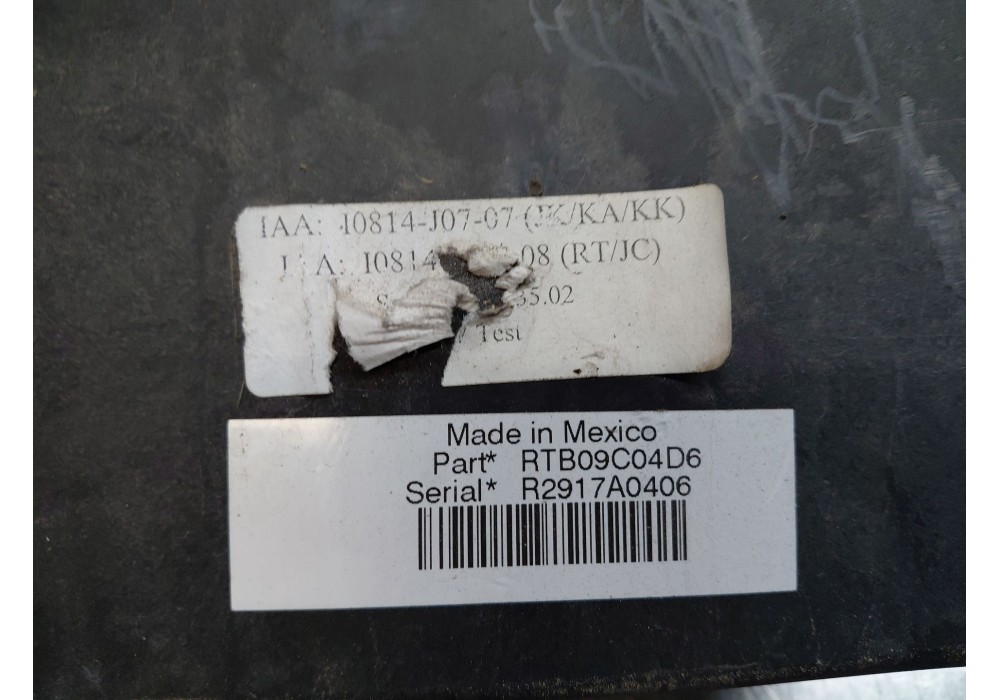 IAA: I0814-J07-07 (JK/KA/KK)
A: I0814 08 (RT/JC)
35.02
Test
Made in Mexico
Part* RTB09C04D6
Serial* R2917A0406